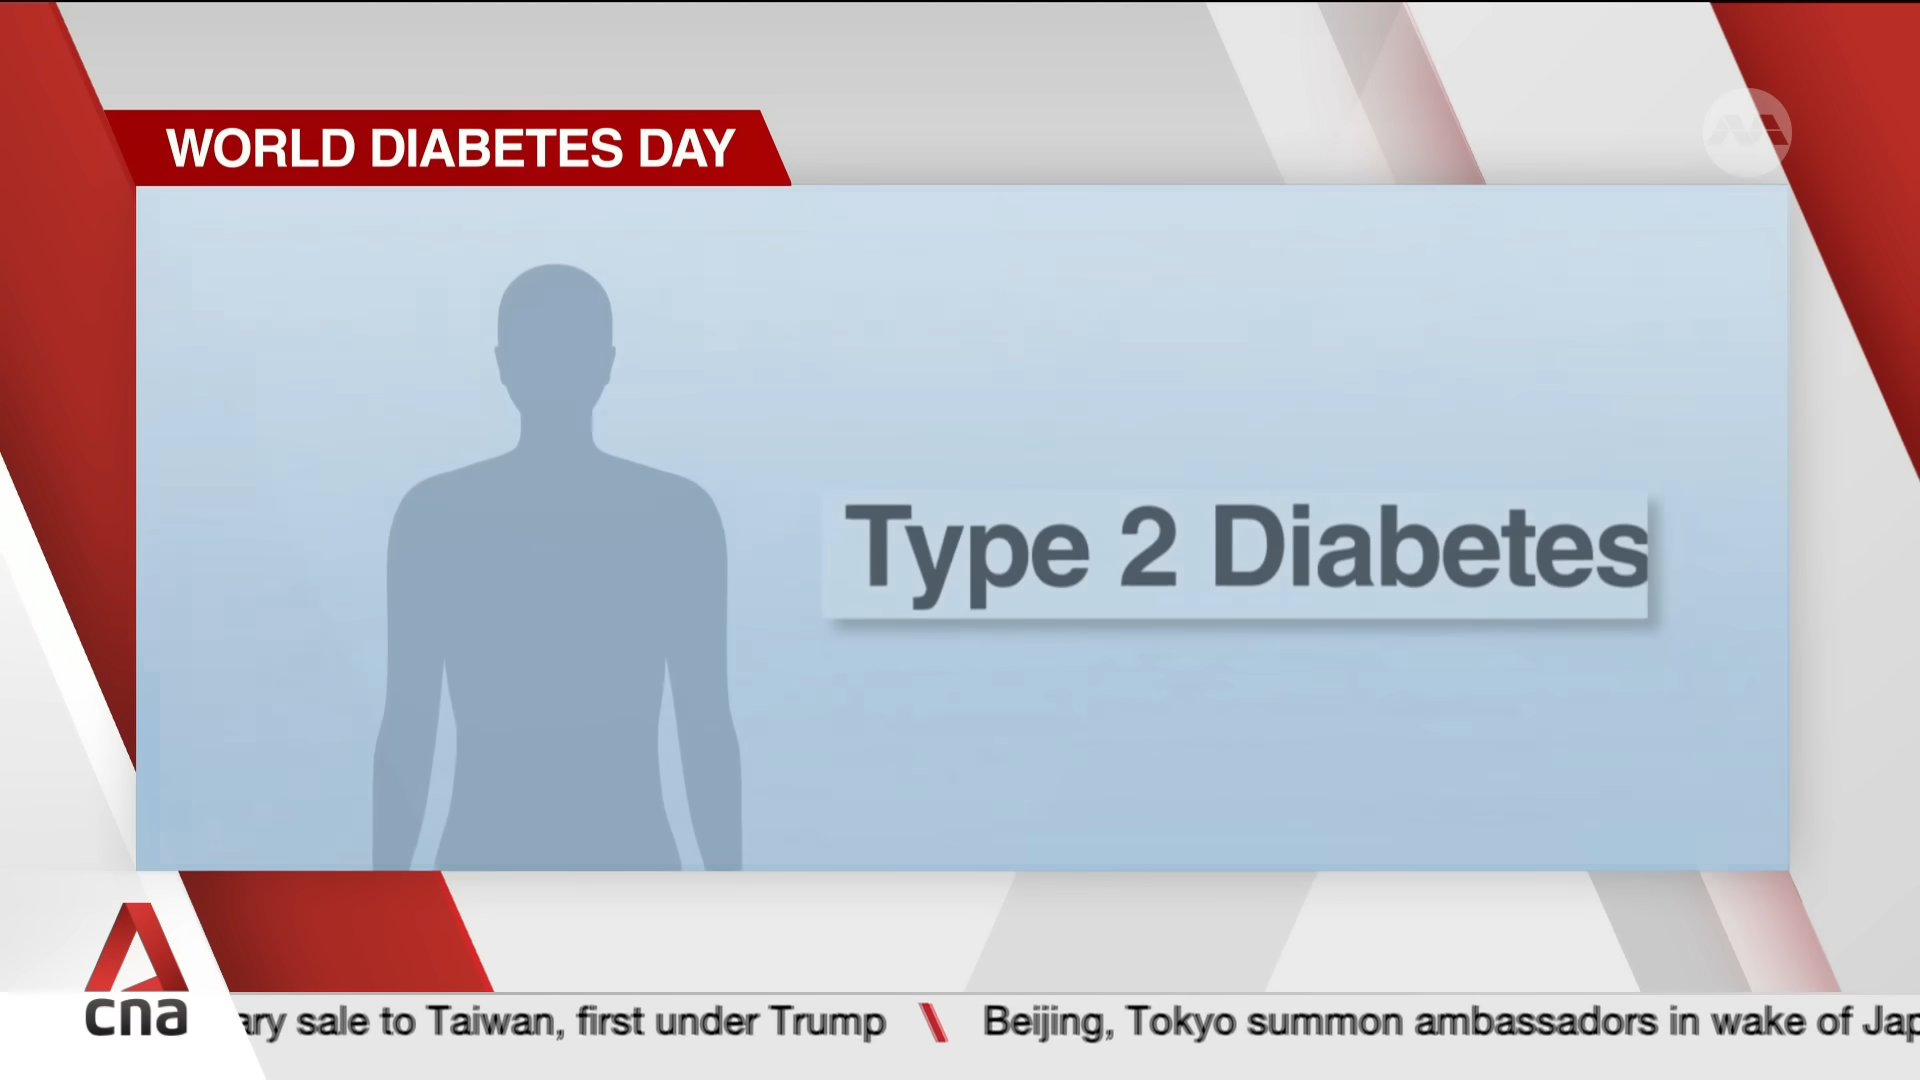 WORLD DIABETES DAY
Type 2 Diabetes
cna
sale to Taiwan, first under Trump
Beijing, Tokyo summon ambassadors in wake of